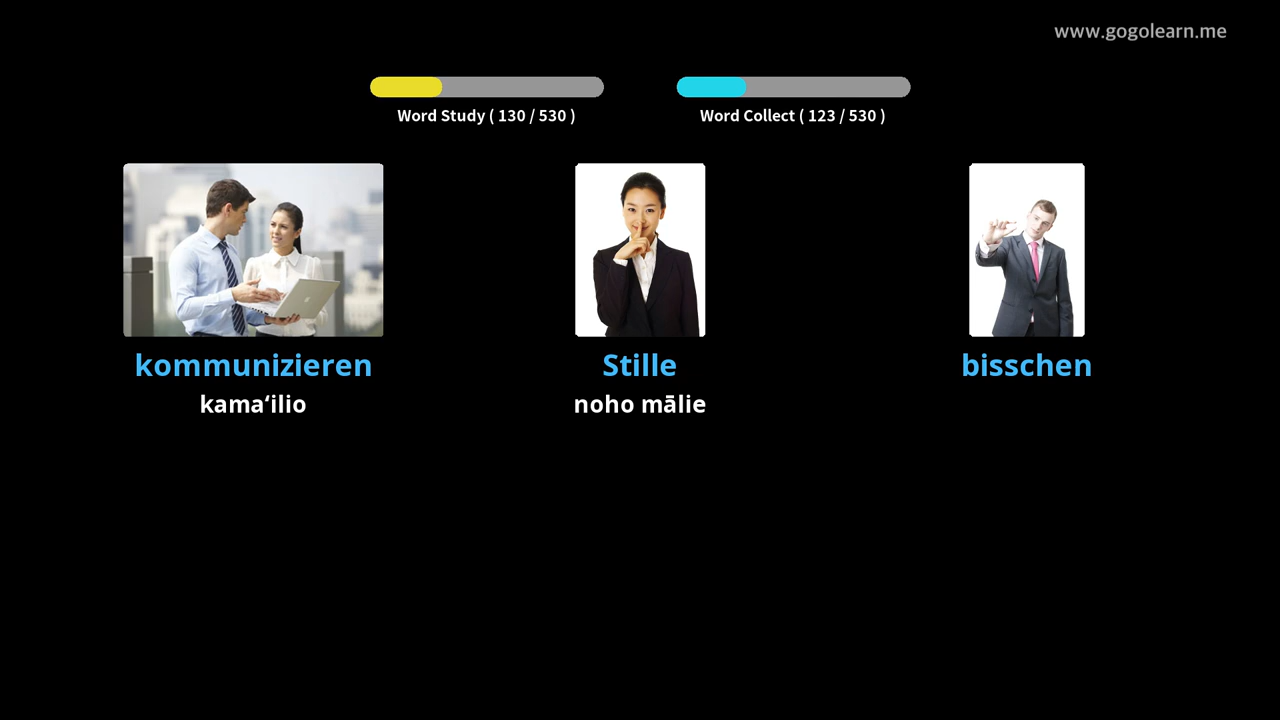 www.gogolearn.me
Word Study ( 130 / 530 )
Word Collect ( 123 / 530 )
kommunizieren
kamaʻilio
Stille
noho mālie
bisschen